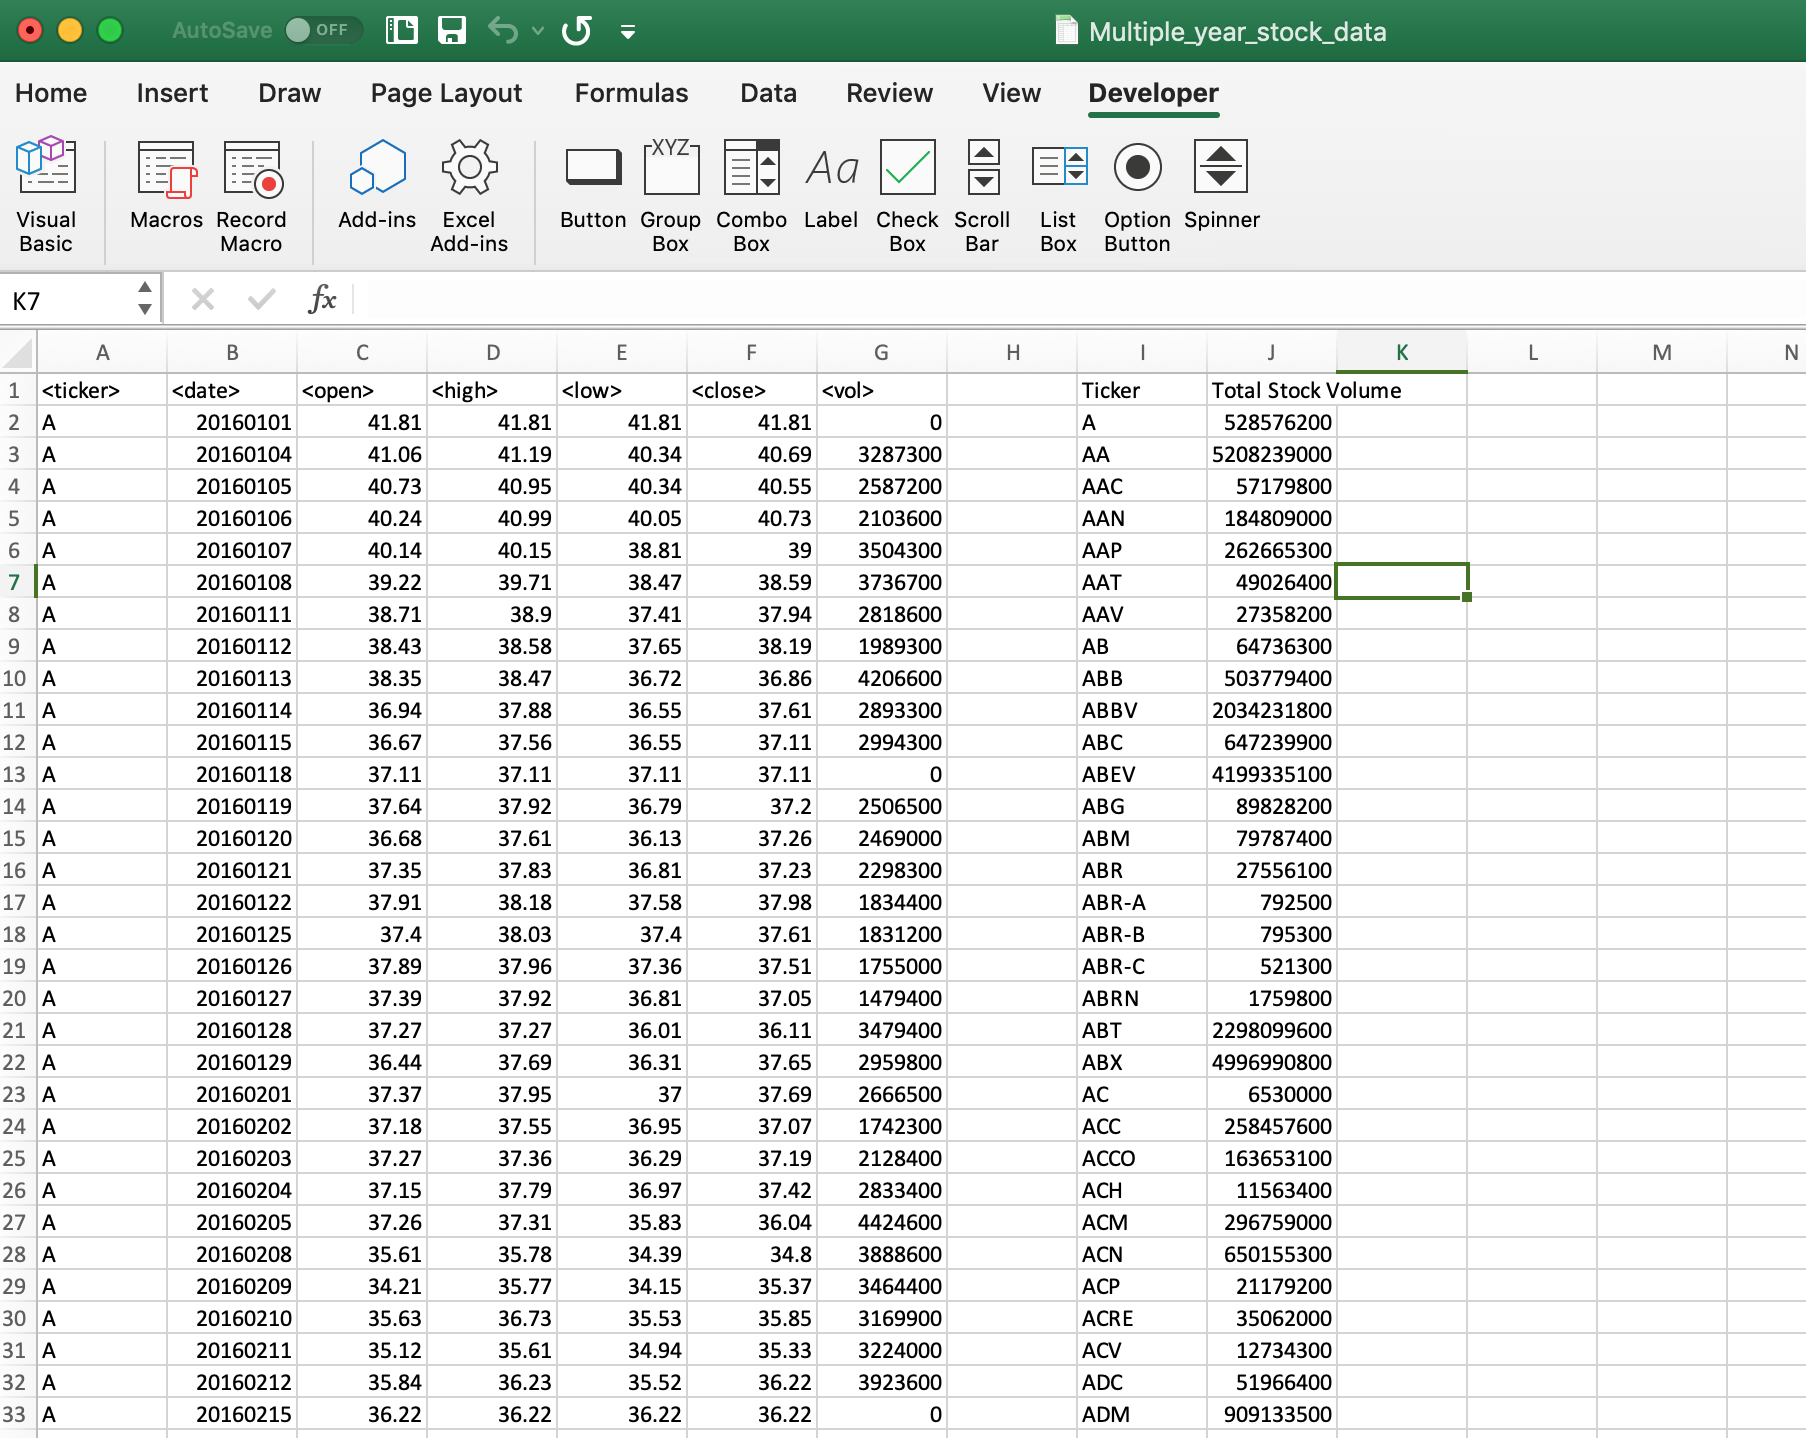 AutoSave OFF Multiple_year_stock_data
Home Insert Draw Page Layout Formulas Data Review View Developer
Visual Basic Macros Record Macro Add-ins Excel Add-ins Button Group Box XYZ Combo Box Aa Label Check Box Scroll Bar List Box Option Button Spinner
K7 fx
A B C D E F G H I J K L M N
1 <ticker> <date> <open> <high> <low> <close> <vol> Ticker Total Stock Volume
2 A 20160101 41.81 41.81 41.81 41.81 0 A 528576200
3 A 20160104 41.06 41.19 40.34 40.69 3287300 AA 5208239000
4 A 20160105 40.73 40.95 40.34 40.55 2587200 AAC 57179800
5 A 20160106 40.24 40.99 40.05 40.73 2103600 AAN 184809000
6 A 20160107 40.14 40.15 38.81 39 3504300 AAP 262665300
7 A 20160108 39.22 39.71 38.47 38.59 3736700 AAT 49026400
8 A 20160111 38.71 38.9 37.41 37.94 2818600 AAV 27358200
9 A 20160112 38.43 38.58 37.65 38.19 1989300 AB 64736300
10 A 20160113 38.35 38.47 36.72 36.86 4206600 ABB 503779400
11 A 20160114 36.94 37.88 36.55 37.61 2893300 ABBV 2034231800
12 A 20160115 36.67 37.56 36.55 37.11 2994300 ABC 647239900
13 A 20160118 37.11 37.11 37.11 37.11 0 ABEV 4199335100
14 A 20160119 37.64 37.92 36.79 37.2 2506500 ABG 89828200
15 A 20160120 36.68 37.61 36.13 37.26 2469000 ABM 79787400
16 A 20160121 37.35 37.83 36.81 37.23 2298300 ABR 27556100
17 A 20160122 37.91 38.18 37.58 37.98 1834400 ABR-A 792500
18 A 20160125 37.4 38.03 37.4 37.61 1831200 ABR-B 795300
19 A 20160126 37.89 37.96 37.36 37.51 1755000 ABR-C 521300
20 A 20160127 37.39 37.92 36.81 37.05 1479400 ABRN 1759800
21 A 20160128 37.27 37.27 36.01 36.11 3479400 ABT 2298099600
22 A 20160129 36.44 37.69 36.31 37.65 2959800 ABX 4996990800
23 A 20160201 37.37 37.95 37 37.69 2666500 AC 6530000
24 A 20160202 37.18 37.55 36.95 37.07 1742300 ACC 258457600
25 A 20160203 37.27 37.36 36.29 37.19 2128400 ACCO 163653100
26 A 20160204 37.15 37.79 36.97 37.42 2833400 ACH 11563400
27 A 20160205 37.26 37.31 35.83 36.04 4424600 ACM 296759000
28 A 20160208 35.61 35.78 34.39 34.8 3888600 ACN 650155300
29 A 20160209 34.21 35.77 34.15 35.37 3464400 ACP 21179200
30 A 20160210 35.63 36.73 35.53 35.85 3169900 ACRE 35062000
31 A 20160211 35.12 35.61 34.94 35.33 3224000 ACV 12734300
32 A 20160212 35.84 36.23 35.52 36.22 3923600 ADC 51966400
33 A 20160215 36.22 36.22 36.22 36.22 0 ADM 909133500